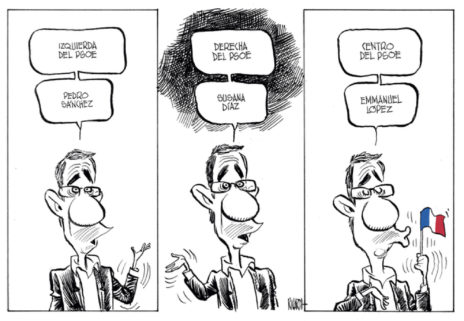 IZQUIERDA
DEL PSOE
PEDRO
SÁNCHEZ
DERECHA
DEL PSOE
SUSANA
DÍAZ
CENTRO
DEL PSOE
EMMANUEL
LÓPEZ